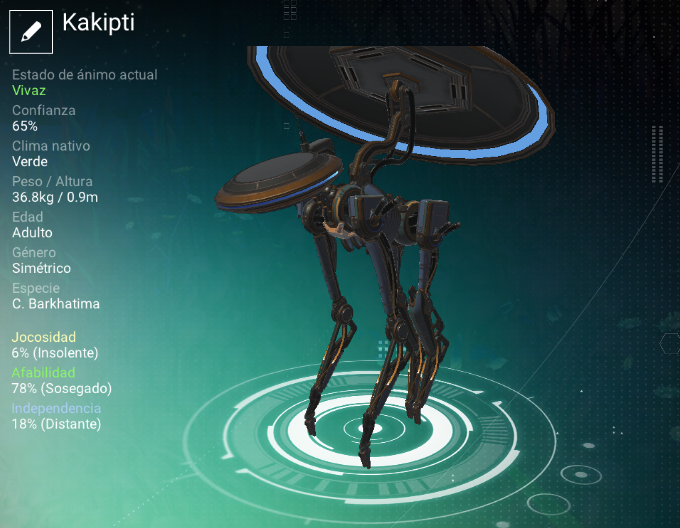 Kakipti
Estado de ánimo actual
Vivaz
Confianza
65%
Clima nativo
Verde
Peso / Altura
36.8kg / 0.9m
Edad
Adulto
Género
Simétrico
Especie
C. Barkhatima
Jocosidad
6% (Insolente)
Afabilidad
78% (Sosegado)
Independencia
18% (Distante)